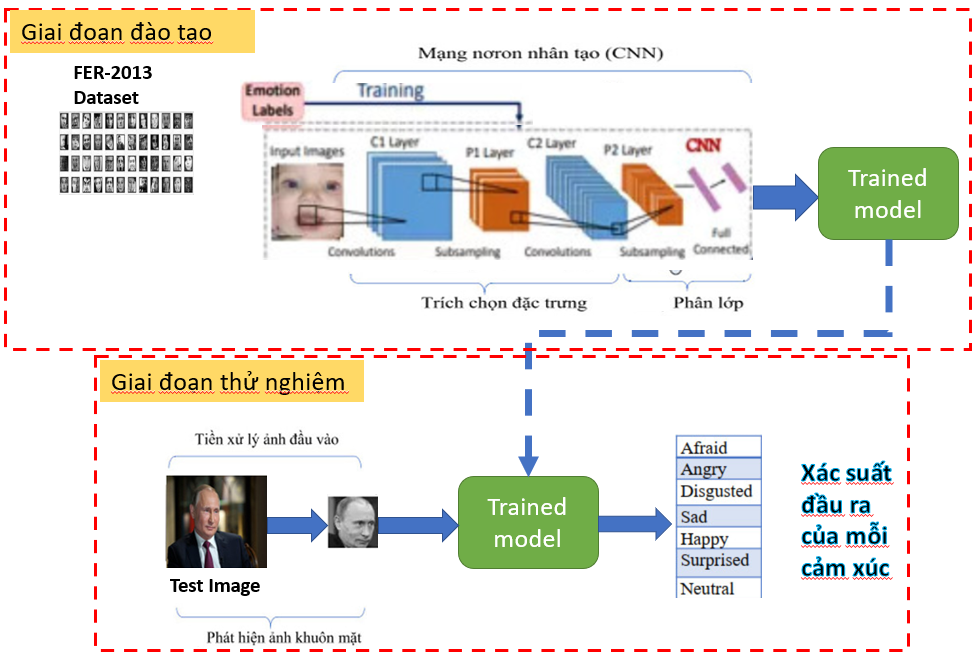 Giai đoạn đào tạo
FER-2013
Dataset
Mạng nơron nhân tạo (CNN)
Emotion
Labels
Training
Input Images
C1 Layer
P1 Layer
C2 Layer
P2 Layer
CNN
Convolutions
Subsampling
Convolutions
Subsampling
Full
Connected
Trích chọn đặc trưng
Phân lớp
Trained
model
Giai đoạn thử nghiêm
Tiền xử lý ảnh đầu vào
Test Image
Phát hiện ảnh khuôn mặt
Trained
model
Afraid
Angry
Disgusted
Sad
Happy
Surprised
Neutral
Xác suất
đầu ra
của mỗi
cảm xúc